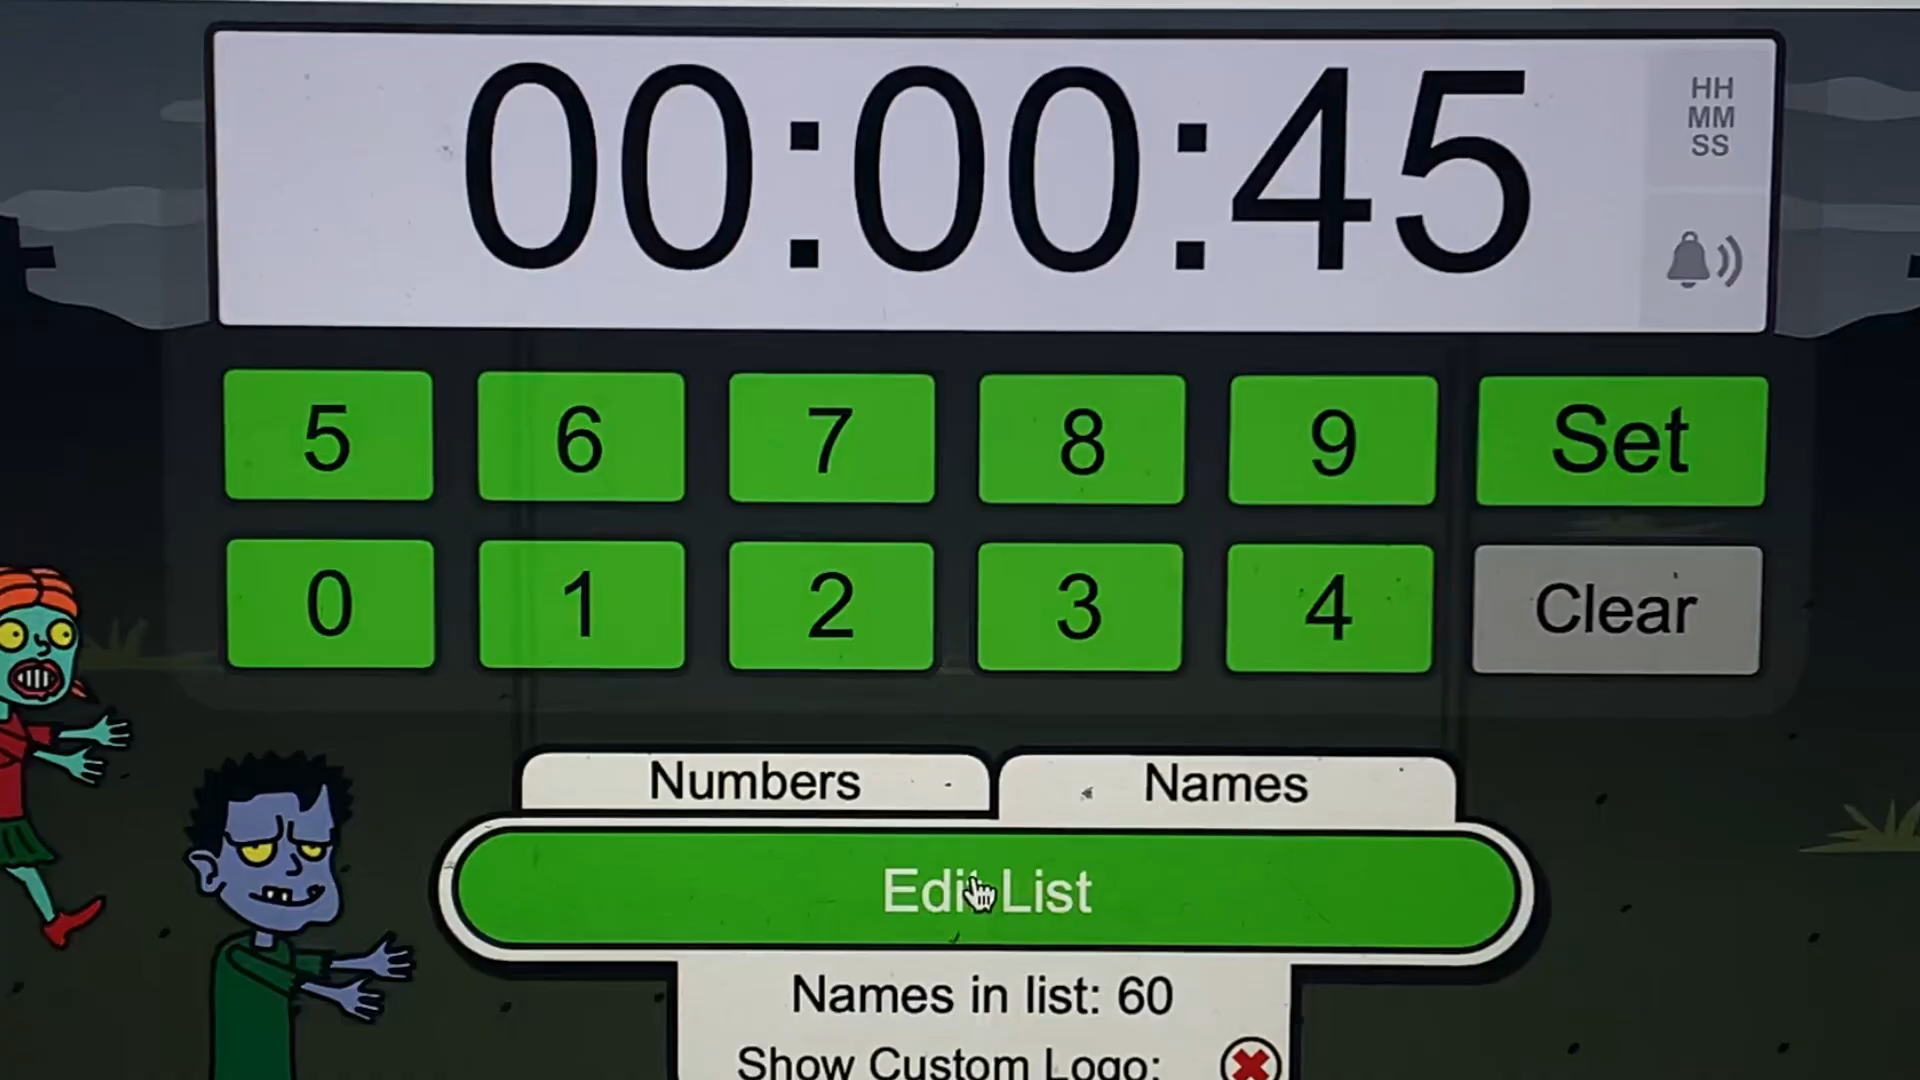 00:00:45
HH
MM
SS
5 6 7 8 9 Set
0 1 2 3 4 Clear
Numbers Names
Edit List
Names in list: 60
Show Custom Logo: